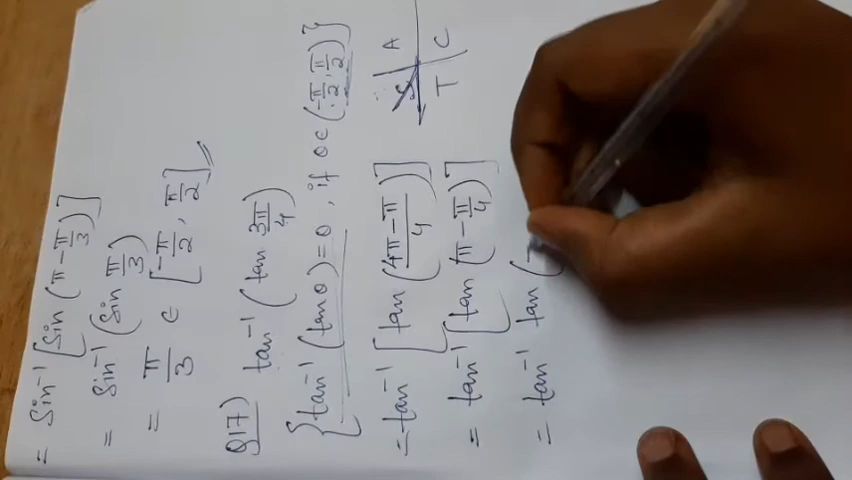 = Sin⁻¹[Sin(π - π/3)]
= Sin⁻¹(Sin π/3)
= π/3 ∈ [-π/2, π/2]
Q17) tan⁻¹(tan 3π/4)
{tan⁻¹(tanθ) = θ, if θ ∈ (-π/2, π/2)}
= tan⁻¹[tan(4π - π/4)]
S A
T C
= tan⁻¹[tan(π - π/4)]
= tan⁻¹ tan(